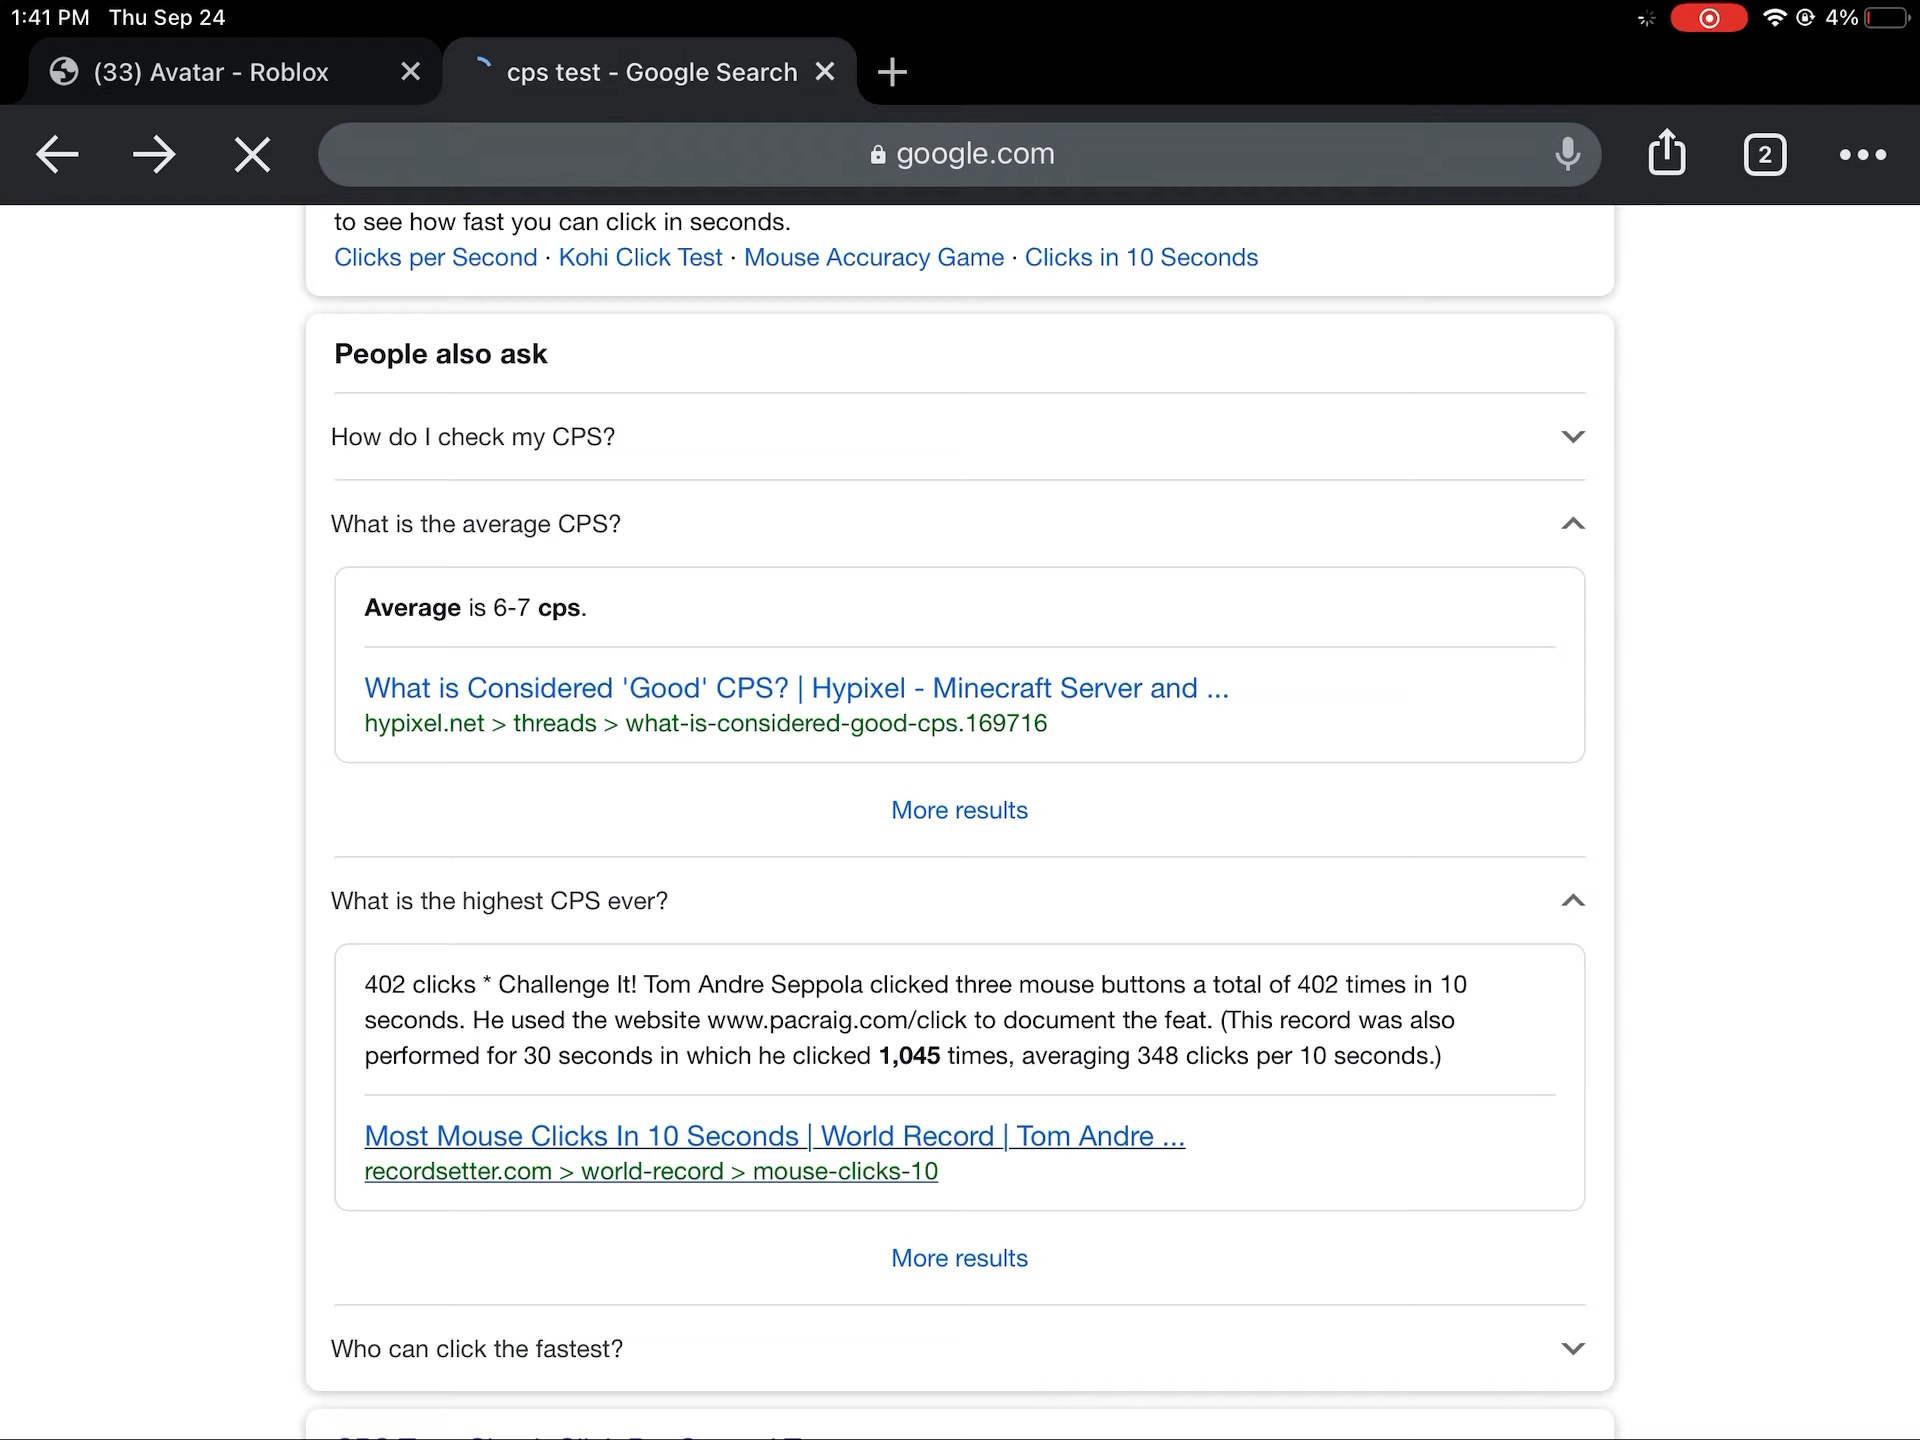 1:41 PM Thu Sep 24
4%
(33) Avatar - Roblox
cps test - Google Search
google.com
2
to see how fast you can click in seconds.
Clicks per Second · Kohi Click Test · Mouse Accuracy Game · Clicks in 10 Seconds
People also ask
How do I check my CPS?
What is the average CPS?
Average is 6-7 cps.
What is Considered 'Good' CPS? | Hypixel - Minecraft Server and ...
hypixel.net > threads > what-is-considered-good-cps.169716
More results
What is the highest CPS ever?
402 clicks * Challenge It! Tom Andre Seppola clicked three mouse buttons a total of 402 times in 10
seconds. He used the website www.pacraig.com/click to document the feat. (This record was also
performed for 30 seconds in which he clicked 1,045 times, averaging 348 clicks per 10 seconds.)
Most Mouse Clicks In 10 Seconds | World Record | Tom Andre ...
recordsetter.com > world-record > mouse-clicks-10
More results
Who can click the fastest?